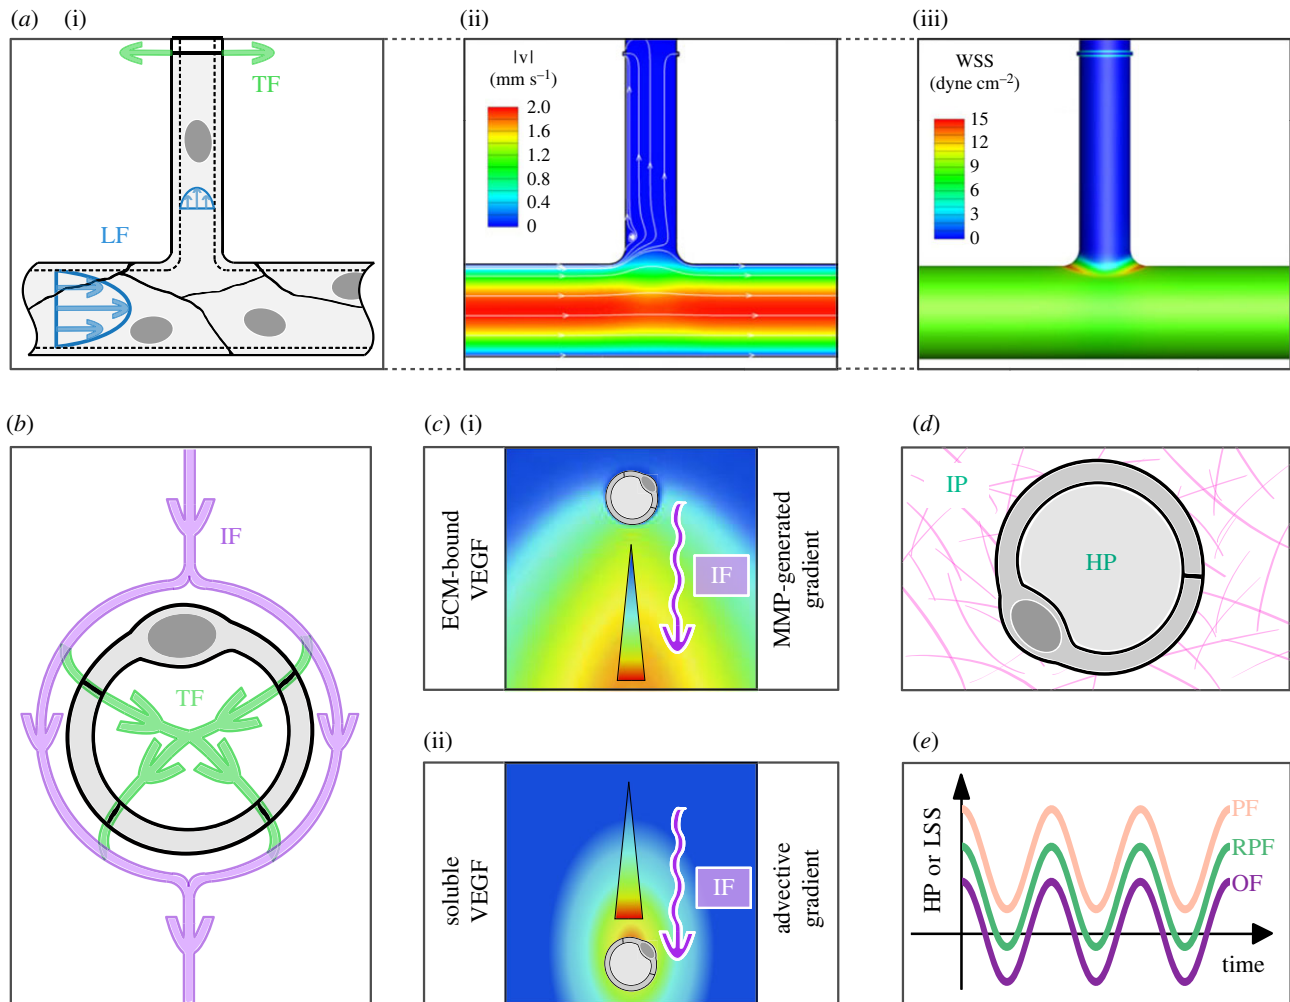 (a) (i)
TF
LF
(ii)
|v|
(mm s⁻¹)
2.0
1.6
1.2
0.8
0.4
0
(iii)
WSS
(dyne cm⁻²)
15
12
9
6
3
0
(b)
IF
TF
(c) (i)
ECM-bound
VEGF
IF
MMP-generated
gradient
(ii)
soluble
VEGF
IF
advective
gradient
(d)
IP
HP
(e)
HP or LSS
PF
RPF
OF
time